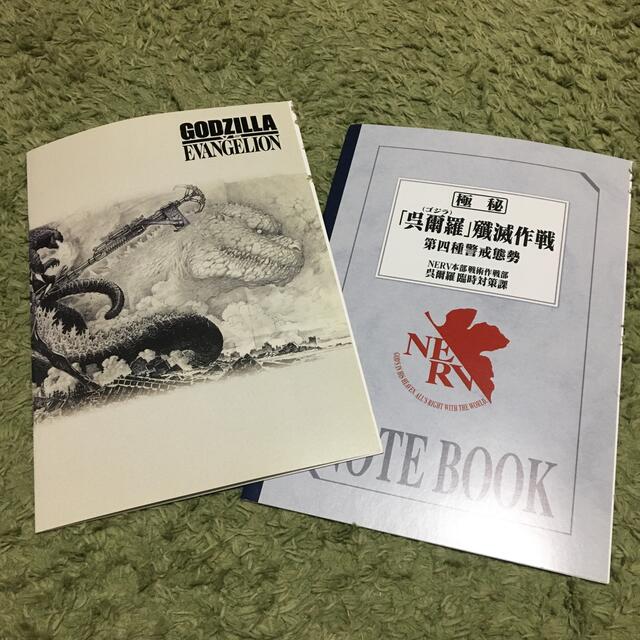 GODZILLA
EVANGELION
極秘
(ゴジラ)
「呉爾羅」殲滅作戦
第四種警戒態勢
NERV本部戦術作戦部
呉爾羅臨時対策課
NERV
GOD'S IN HIS HEAVEN, ALL'S RIGHT WITH THE WORLD.
NOTE BOOK